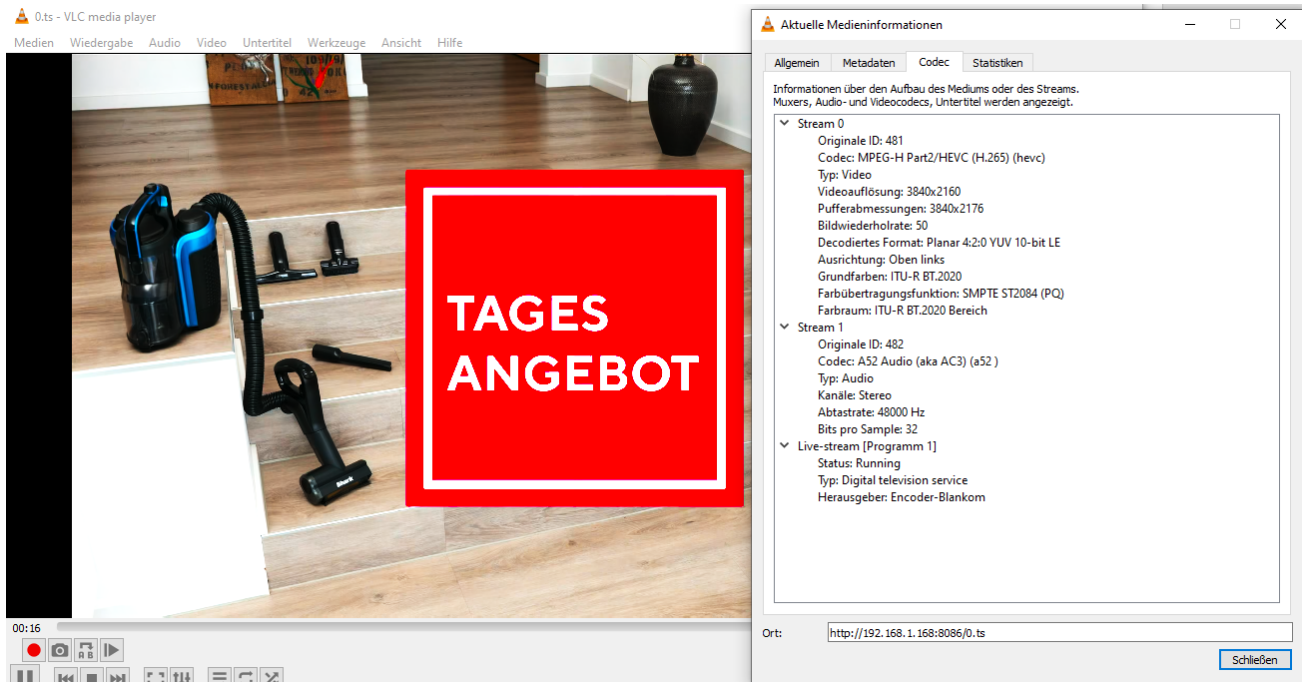 0.ts - VLC media player
Medien Wiedergabe Audio Video Untertitel Werkzeuge Ansicht Hilfe
TAGES
ANGEBOT
Shark
00:16
Aktuelle Medieninformationen
Allgemein Metadaten Codec Statistiken
Informationen über den Aufbau des Mediums oder des Streams.
Muxers, Audio- und Videocodecs, Untertitel werden angezeigt.
Stream 0
Originale ID: 481
Codec: MPEG-H Part2/HEVC (H.265) (hevc)
Typ: Video
Videoauflösung: 3840x2160
Pufferabmessungen: 3840x2176
Bildwiederholrate: 50
Decodiertes Format: Planar 4:2:0 YUV 10-bit LE
Ausrichtung: Oben links
Grundfarben: ITU-R BT.2020
Farbübertragungsfunktion: SMPTE ST2084 (PQ)
Farbraum: ITU-R BT.2020 Bereich
Stream 1
Originale ID: 482
Codec: A52 Audio (aka AC3) (a52 )
Typ: Audio
Kanäle: Stereo
Abtastrate: 48000 Hz
Bits pro Sample: 32
Live-stream [Programm 1]
Status: Running
Typ: Digital television service
Herausgeber: Encoder-Blankom
Ort: http://192.168.1.168:8086/0.ts
Schließen